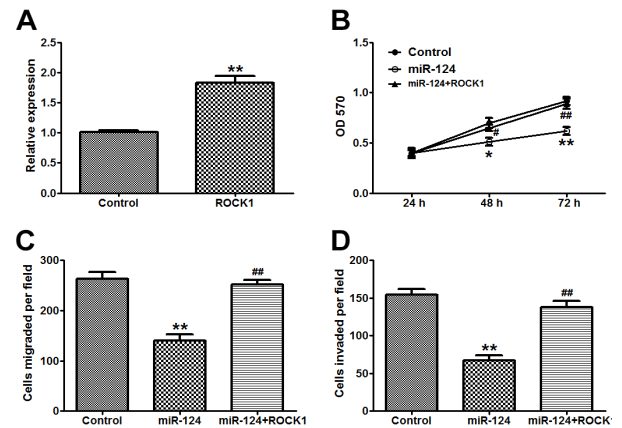 A
Relative expression
2.5
2.0
1.5
1.0
0.5
0.0
**
Control
ROCK1
B
OD 570
1.5
1.0
0.5
0.0
Control
miR-124
miR-124+ROCK1
#
*
##
**
24 h
48 h
72 h
C
Cells migraded per field
300
200
100
0
**
##
Control
miR-124
miR-124+ROCK1
D
Cells invaded per field
200
150
100
50
0
**
##
Control
miR-124
miR-124+ROCK1